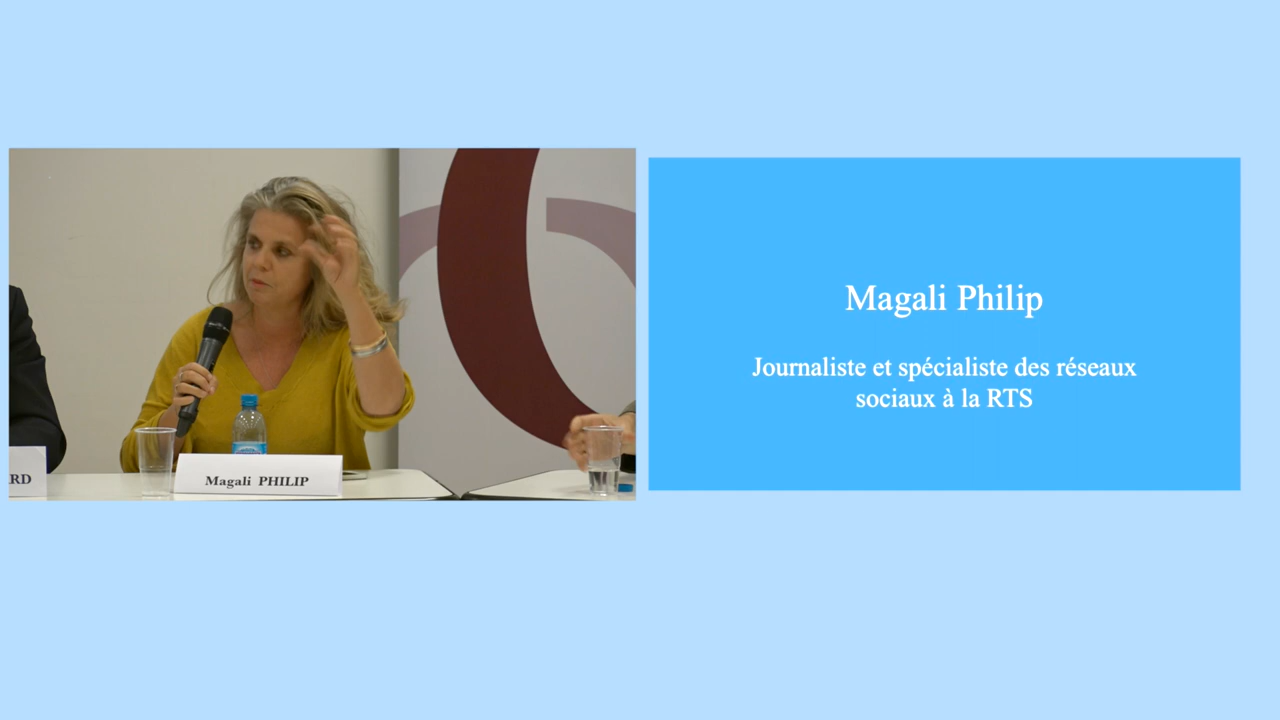 RD
Magali PHILIP
Magali Philip
Journaliste et spécialiste des réseaux
sociaux à la RTS